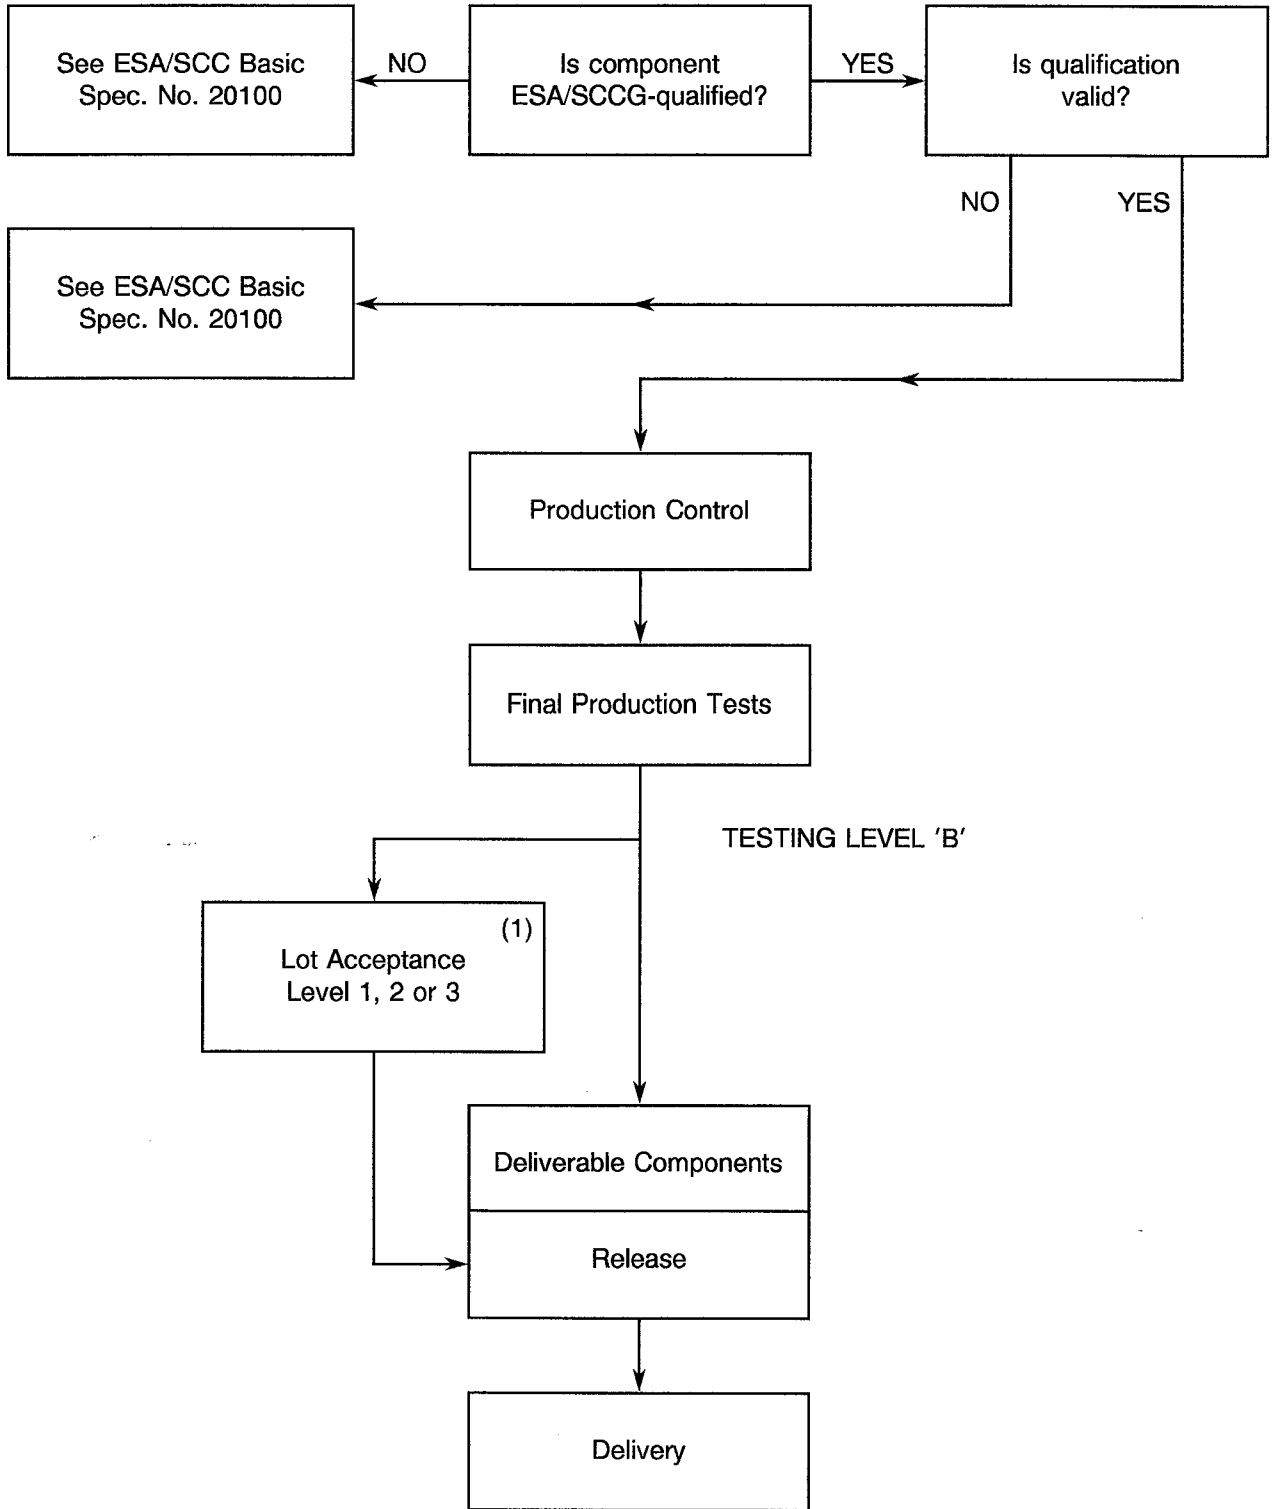 See ESA/SCC Basic
Spec. No. 20100
NO
Is component
ESA/SCCG-qualified?
YES
Is qualification
valid?
NO
YES
See ESA/SCC Basic
Spec. No. 20100
Production Control
Final Production Tests
TESTING LEVEL 'B'
(1)
Lot Acceptance
Level 1, 2 or 3
Deliverable Components
Release
Delivery